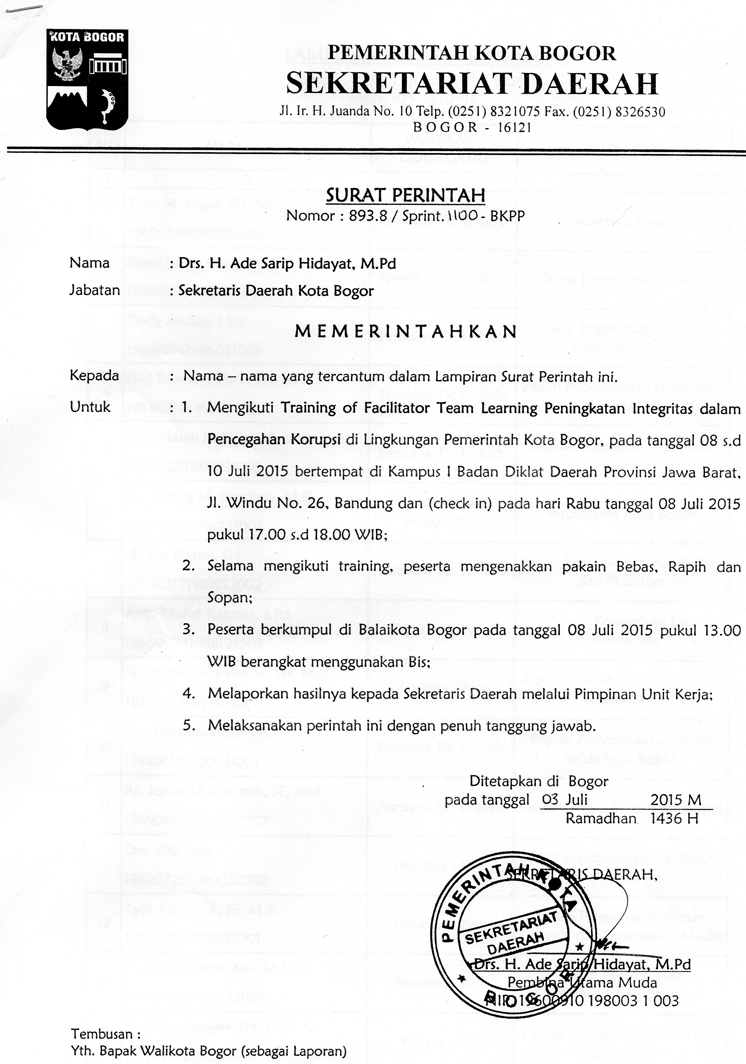 KOTA BOGOR
PEMERINTAH KOTA BOGOR
SEKRETARIAT DAERAH
Jl. Ir. H. Juanda No. 10 Telp. (0251) 8321075 Fax. (0251) 8326530
B O G O R - 16121
SURAT PERINTAH
Nomor : 893.8 / Sprint. 1100 - BKPP
Nama : Drs. H. Ade Sarip Hidayat, M.Pd
Jabatan : Sekretaris Daerah Kota Bogor
M E M E R I N T A H K A N
Kepada : Nama – nama yang tercantum dalam Lampiran Surat Perintah ini.
Untuk : 1. Mengikuti Training of Facilitator Team Learning Peningkatan Integritas dalam
Pencegahan Korupsi di Lingkungan Pemerintah Kota Bogor, pada tanggal 08 s.d
10 Juli 2015 bertempat di Kampus I Badan Diklat Daerah Provinsi Jawa Barat,
Jl. Windu No. 26, Bandung dan (check in) pada hari Rabu tanggal 08 Juli 2015
pukul 17.00 s.d 18.00 WIB;
2. Selama mengikuti training, peserta mengenakkan pakain Bebas, Rapih dan
Sopan;
3. Peserta berkumpul di Balaikota Bogor pada tanggal 08 Juli 2015 pukul 13.00
WIB berangkat menggunakan Bis;
4. Melaporkan hasilnya kepada Sekretaris Daerah melalui Pimpinan Unit Kerja;
5. Melaksanakan perintah ini dengan penuh tanggung jawab.
Ditetapkan di Bogor
pada tanggal 03 Juli 2015 M
Ramadhan 1436 H
SEKRETARIS DAERAH,
PEMERINTAH KOTA
SEKRETARIAT
DAERAH
BOGOR
Drs. H. Ade Sarip Hidayat, M.Pd
Pembina Utama Muda
NIP. 19600910 198003 1 003
Tembusan :
Yth. Bapak Walikota Bogor (sebagai Laporan)